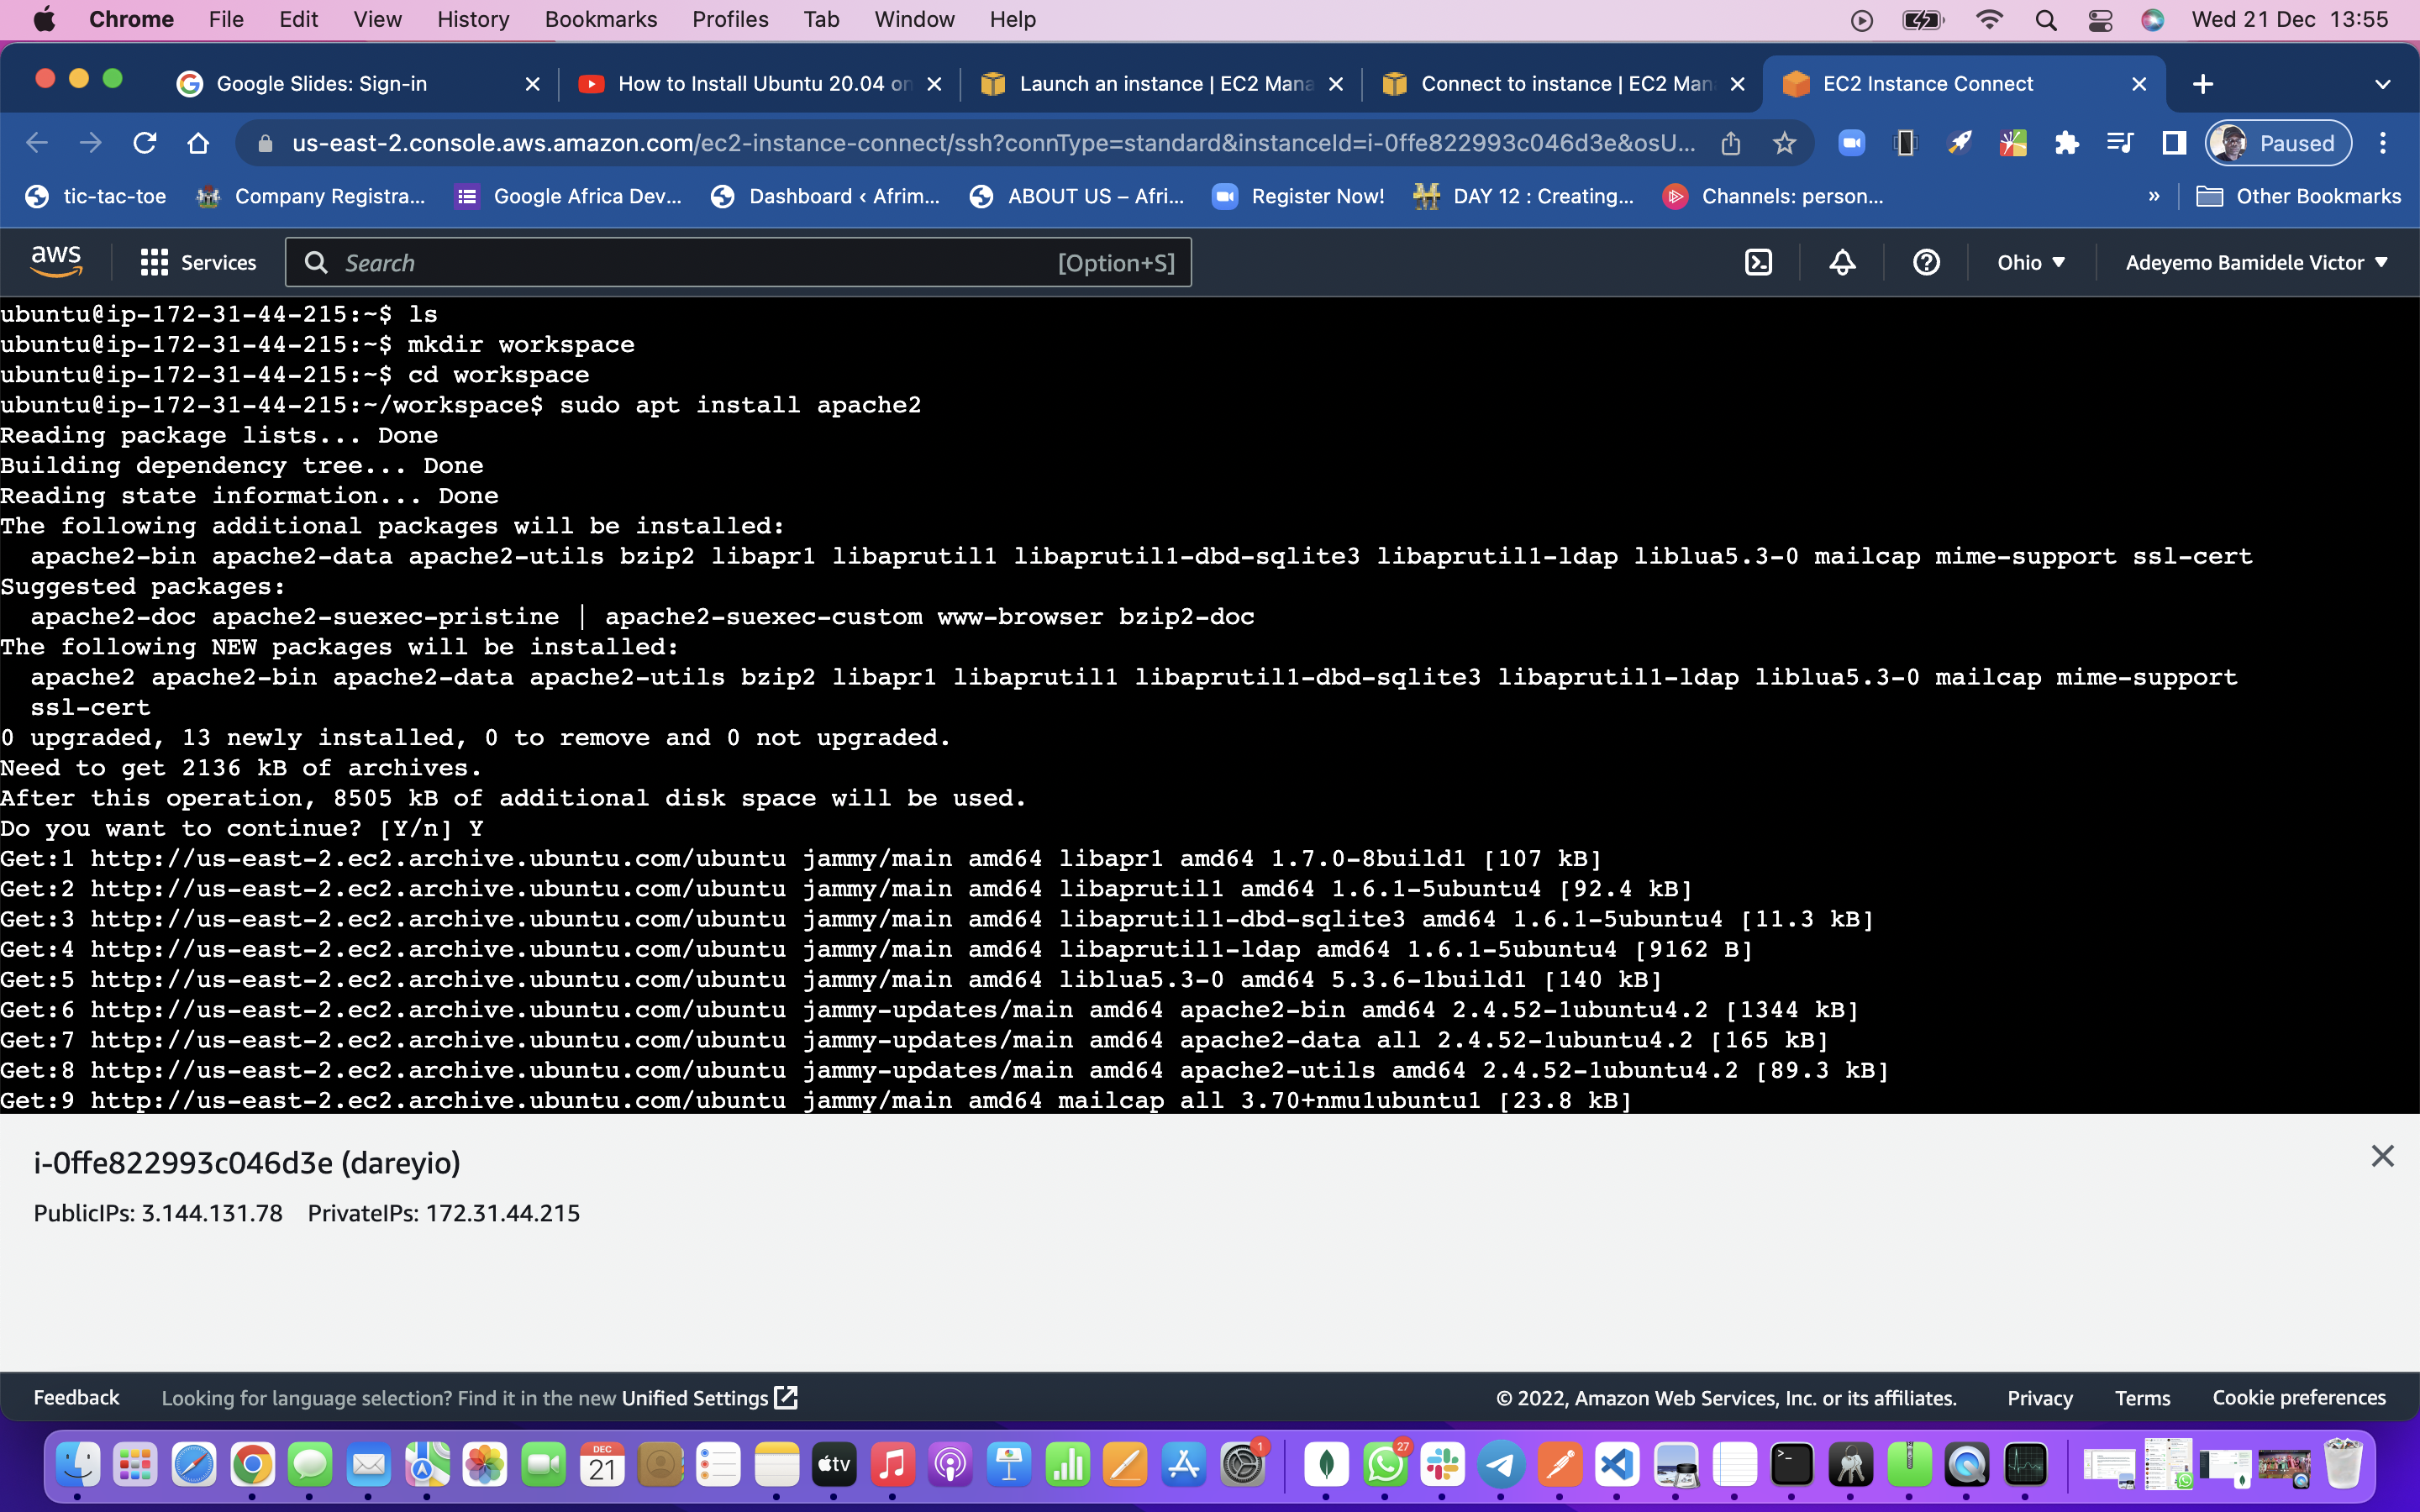 Chrome File Edit View History Bookmarks Profiles Tab Window Help Wed 21 Dec 13:55
Google Slides: Sign-in How to Install Ubuntu 20.04 on Launch an instance | EC2 Mana Connect to instance | EC2 Man EC2 Instance Connect
us-east-2.console.aws.amazon.com/ec2-instance-connect/ssh?connType=standard&instanceId=i-0ffe822993c046d3e&osU... Paused
tic-tac-toe Company Registra... Google Africa Dev... Dashboard ‹ Afrim... ABOUT US – Afri... Register Now! DAY 12 : Creating... Channels: person... » Other Bookmarks
aws Services Search [Option+S] Ohio Adeyemo Bamidele Victor
ubuntu@ip-172-31-44-215:~$ ls
ubuntu@ip-172-31-44-215:~$ mkdir workspace
ubuntu@ip-172-31-44-215:~$ cd workspace
ubuntu@ip-172-31-44-215:~/workspace$ sudo apt install apache2
Reading package lists... Done
Building dependency tree... Done
Reading state information... Done
The following additional packages will be installed:
apache2-bin apache2-data apache2-utils bzip2 libapr1 libaprutil1 libaprutil1-dbd-sqlite3 libaprutil1-ldap liblua5.3-0 mailcap mime-support ssl-cert
Suggested packages:
apache2-doc apache2-suexec-pristine | apache2-suexec-custom www-browser bzip2-doc
The following NEW packages will be installed:
apache2 apache2-bin apache2-data apache2-utils bzip2 libapr1 libaprutil1 libaprutil1-dbd-sqlite3 libaprutil1-ldap liblua5.3-0 mailcap mime-support
ssl-cert
0 upgraded, 13 newly installed, 0 to remove and 0 not upgraded.
Need to get 2136 kB of archives.
After this operation, 8505 kB of additional disk space will be used.
Do you want to continue? [Y/n] Y
Get:1 http://us-east-2.ec2.archive.ubuntu.com/ubuntu jammy/main amd64 libapr1 amd64 1.7.0-8build1 [107 kB]
Get:2 http://us-east-2.ec2.archive.ubuntu.com/ubuntu jammy/main amd64 libaprutil1 amd64 1.6.1-5ubuntu4 [92.4 kB]
Get:3 http://us-east-2.ec2.archive.ubuntu.com/ubuntu jammy/main amd64 libaprutil1-dbd-sqlite3 amd64 1.6.1-5ubuntu4 [11.3 kB]
Get:4 http://us-east-2.ec2.archive.ubuntu.com/ubuntu jammy/main amd64 libaprutil1-ldap amd64 1.6.1-5ubuntu4 [9162 B]
Get:5 http://us-east-2.ec2.archive.ubuntu.com/ubuntu jammy/main amd64 liblua5.3-0 amd64 5.3.6-1build1 [140 kB]
Get:6 http://us-east-2.ec2.archive.ubuntu.com/ubuntu jammy-updates/main amd64 apache2-bin amd64 2.4.52-1ubuntu4.2 [1344 kB]
Get:7 http://us-east-2.ec2.archive.ubuntu.com/ubuntu jammy-updates/main amd64 apache2-data all 2.4.52-1ubuntu4.2 [165 kB]
Get:8 http://us-east-2.ec2.archive.ubuntu.com/ubuntu jammy-updates/main amd64 apache2-utils amd64 2.4.52-1ubuntu4.2 [89.3 kB]
Get:9 http://us-east-2.ec2.archive.ubuntu.com/ubuntu jammy/main amd64 mailcap all 3.70+nmu1ubuntu1 [23.8 kB]
i-0ffe822993c046d3e (dareyio)
PublicIPs: 3.144.131.78 PrivateIPs: 172.31.44.215
Feedback Looking for language selection? Find it in the new Unified Settings © 2022, Amazon Web Services, Inc. or its affiliates. Privacy Terms Cookie preferences
DEC 21 tv 1 27